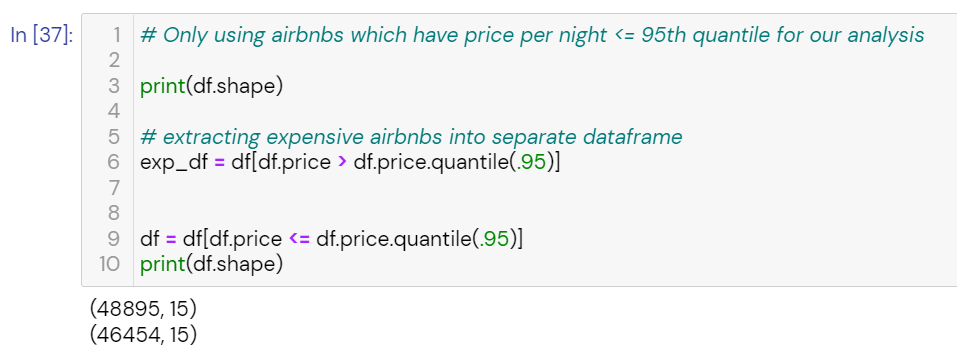 In [37]:
1 # Only using airbnbs which have price per night <= 95th quantile for our analysis
2
3 print(df.shape)
4
5 # extracting expensive airbnbs into separate dataframe
6 exp_df = df[df.price > df.price.quantile(.95)]
7
8
9 df = df[df.price <= df.price.quantile(.95)]
10 print(df.shape)
(48895, 15)
(46454, 15)